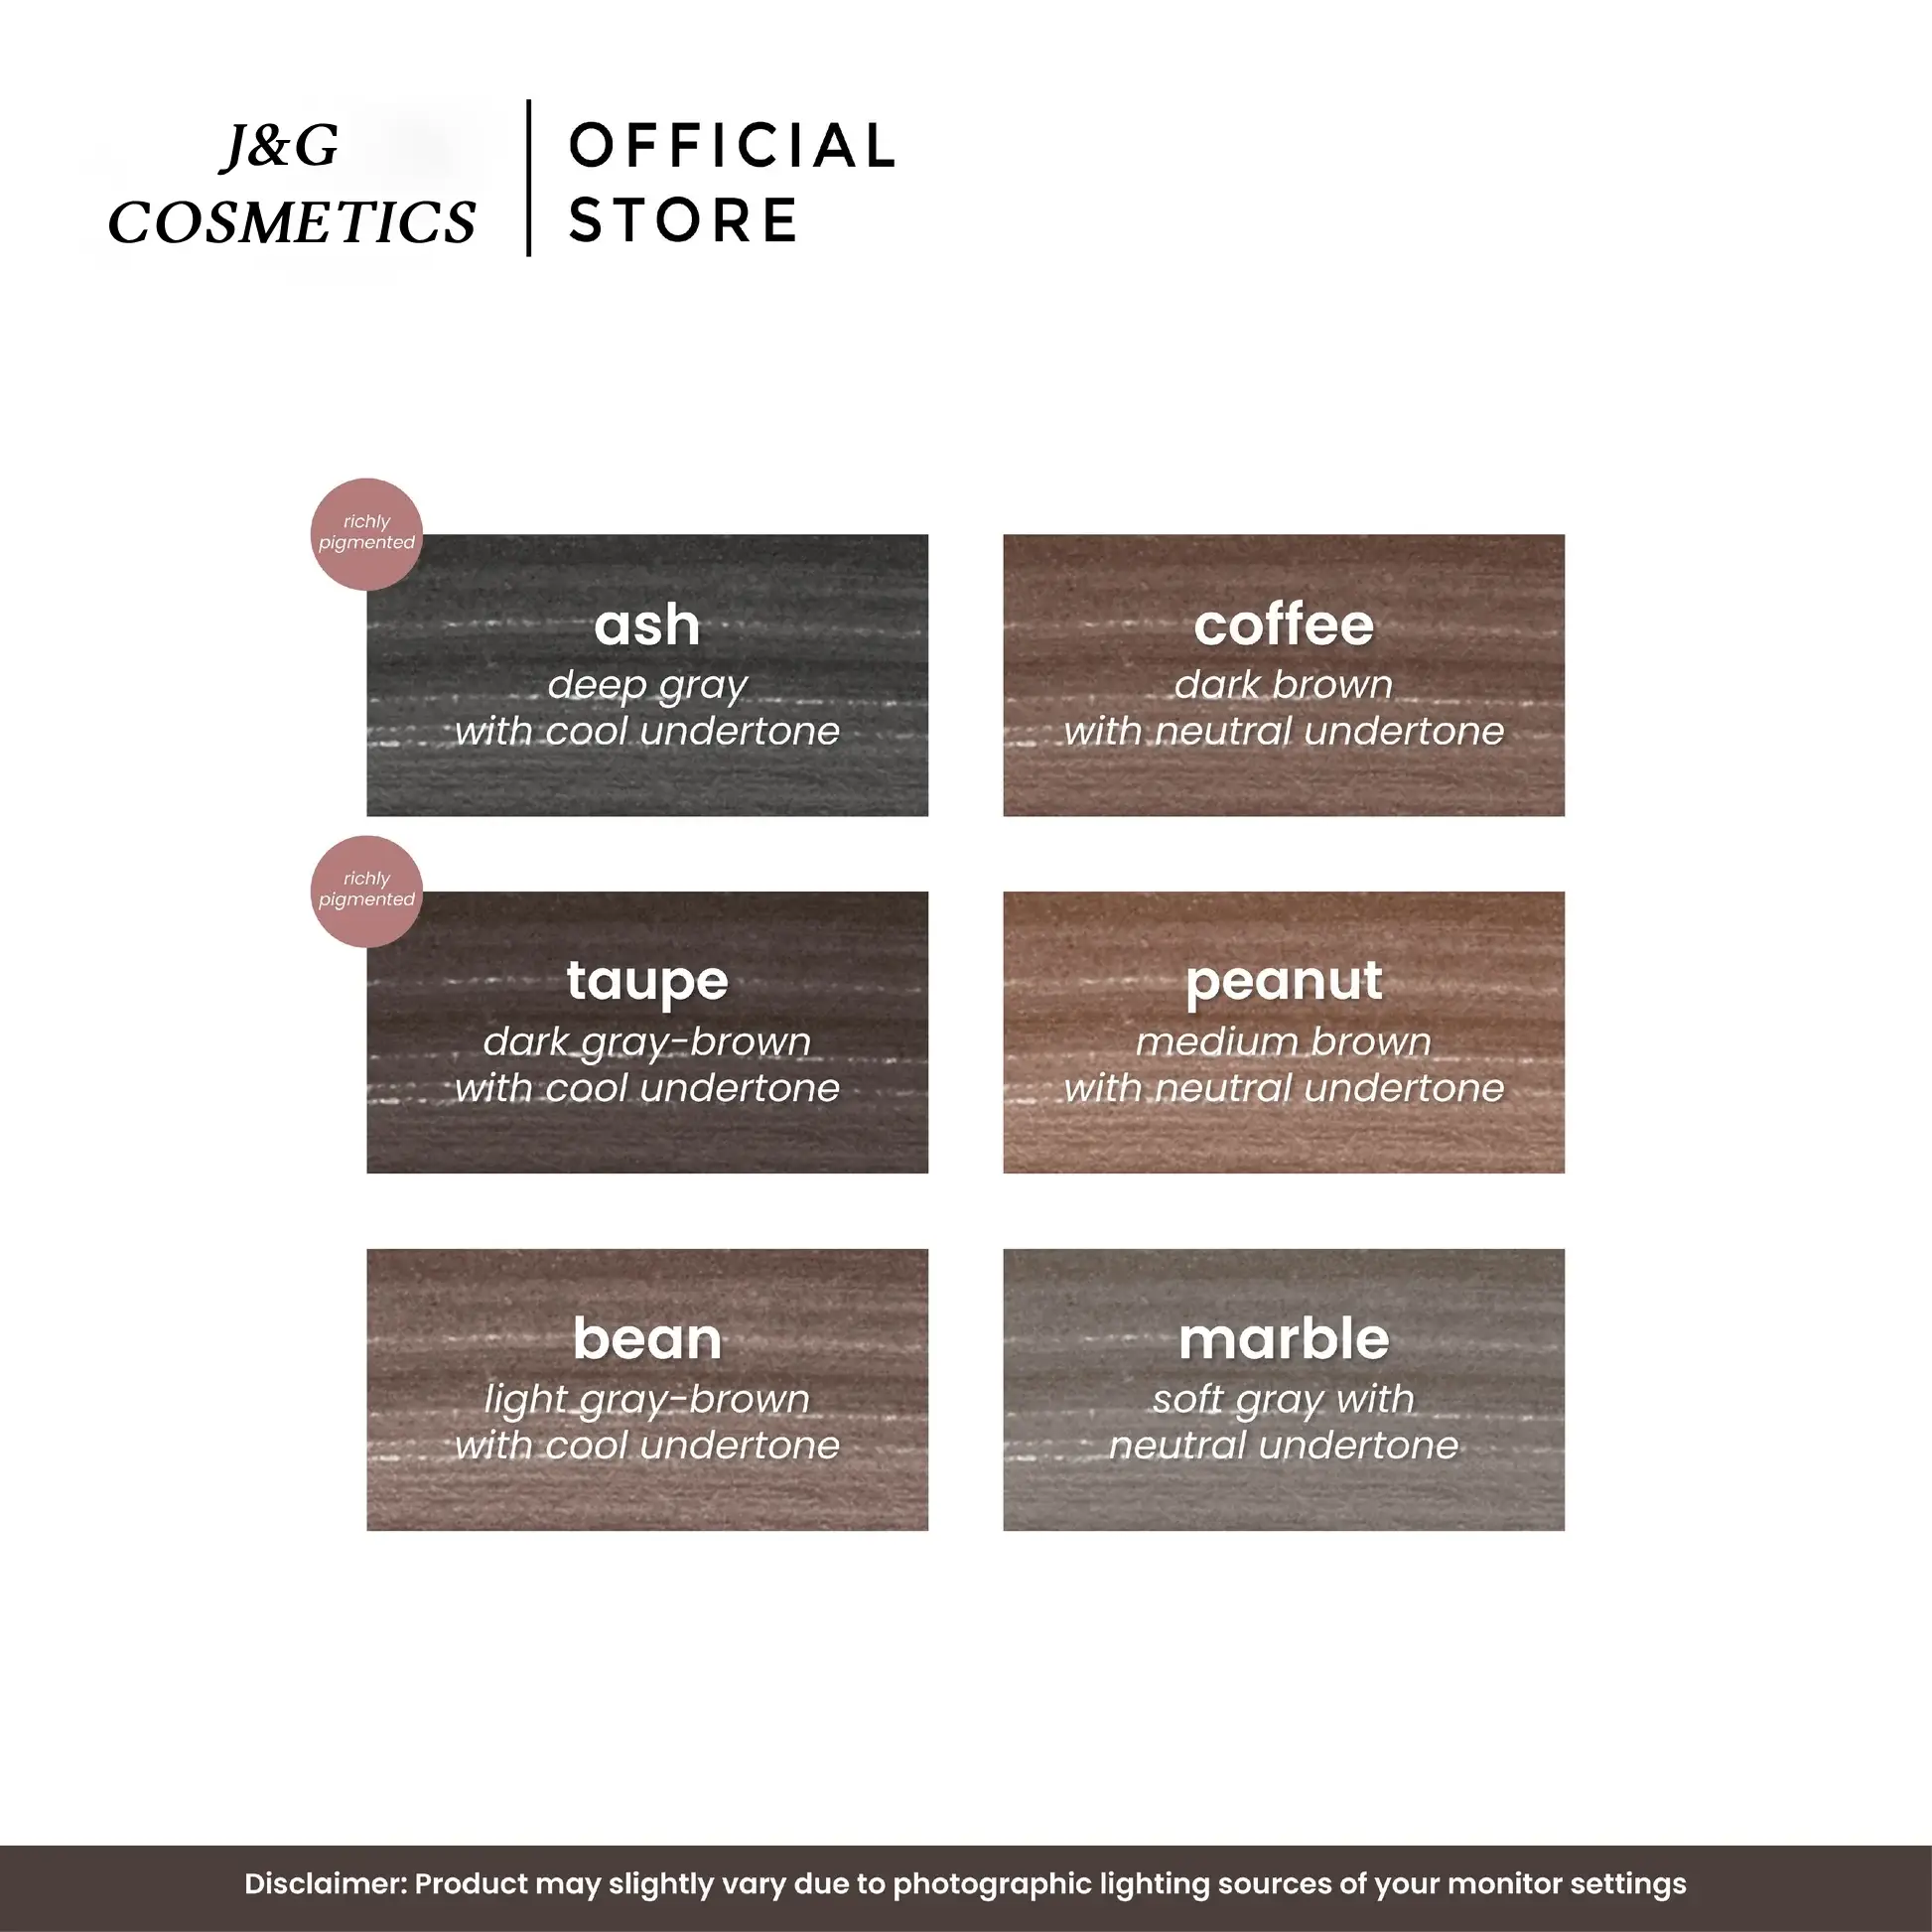 J&G
COSMETICS
OFFICIAL
STORE
richly
pigmented
ash
deep gray
with cool undertone
coffee
dark brown
with neutral undertone
richly
pigmented
taupe
dark gray-brown
with cool undertone
peanut
medium brown
with neutral undertone
bean
light gray-brown
with cool undertone
marble
soft gray with
neutral undertone
Disclaimer: Product may slightly vary due to photographic lighting sources of your monitor settings